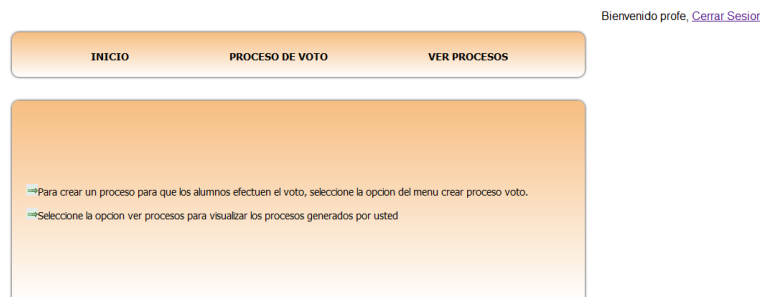 Bienvenido profe, Cerrar Sesior
INICIO PROCESO DE VOTO VER PROCESOS
Para crear un proceso para que los alumnos efectuen el voto, seleccione la opcion del menu crear proceso voto.
Seleccione la opcion ver procesos para visualizar los procesos generados por usted